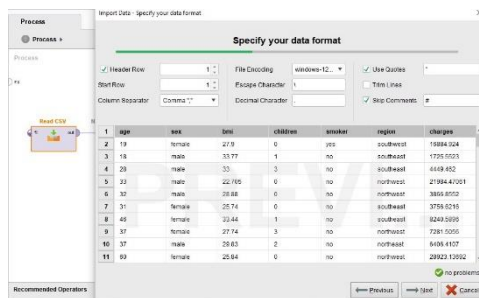 Import Data - Specify your data format
Process
Process
Process
Read CSV
Recommended Operators
Specify your data format
Header Row 1 File Encoding windows-12... Use Quotes "
Start Row 1 Escape Character \ Trim Lines
Column Separator Comma "," Decimal Character . Skip Comments #
1 age sex bmi children smoker region charges
2 19 female 27.9 0 yes southwest 16884.924
3 18 male 33.77 1 no southeast 1725.5523
4 28 male 33 3 no southeast 4449.462
5 33 male 22.705 0 no northwest 21984.47061
6 32 male 28.88 0 no northwest 3866.8552
7 31 female 25.74 0 no southeast 3756.6216
8 46 female 33.44 1 no southeast 8240.5896
9 37 female 27.74 3 no northwest 7281.5056
10 37 male 29.83 2 no northeast 6406.4107
11 60 female 25.84 0 no northwest 28923.13692
no problems
Previous Next Cancel